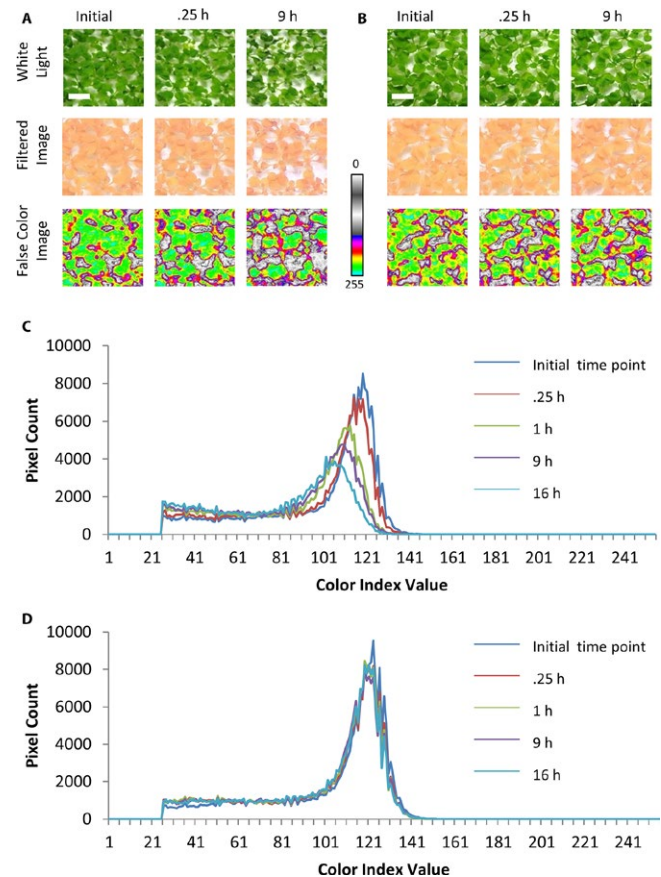 A Initial .25 h 9 h B Initial .25 h 9 h
White Light
Filtered Image
False Color Image
0
255
C
10000
8000
6000
4000
2000
0
Pixel Count
Initial time point
.25 h
1 h
9 h
16 h
1 21 41 61 81 101 121 141 161 181 201 221 241
Color Index Value
D
10000
8000
6000
4000
2000
0
Pixel Count
Initial time point
.25 h
1 h
9 h
16 h
1 21 41 61 81 101 121 141 161 181 201 221 241
Color Index Value